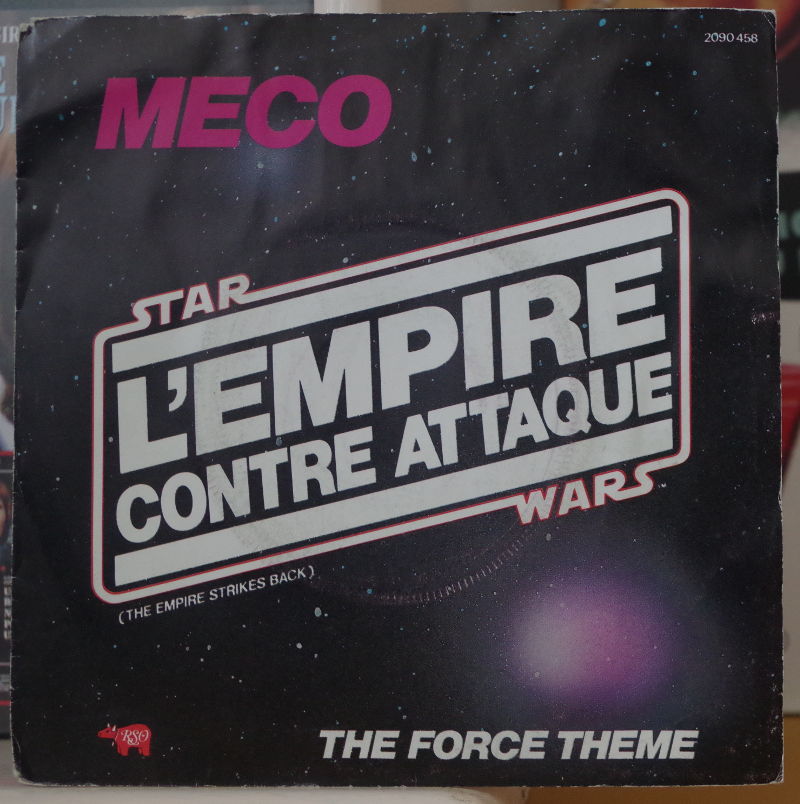 2090 458
MECO
STAR
L'EMPIRE
CONTRE ATTAQUE
WARS
(THE EMPIRE STRIKES BACK)
RSO
THE FORCE THEME